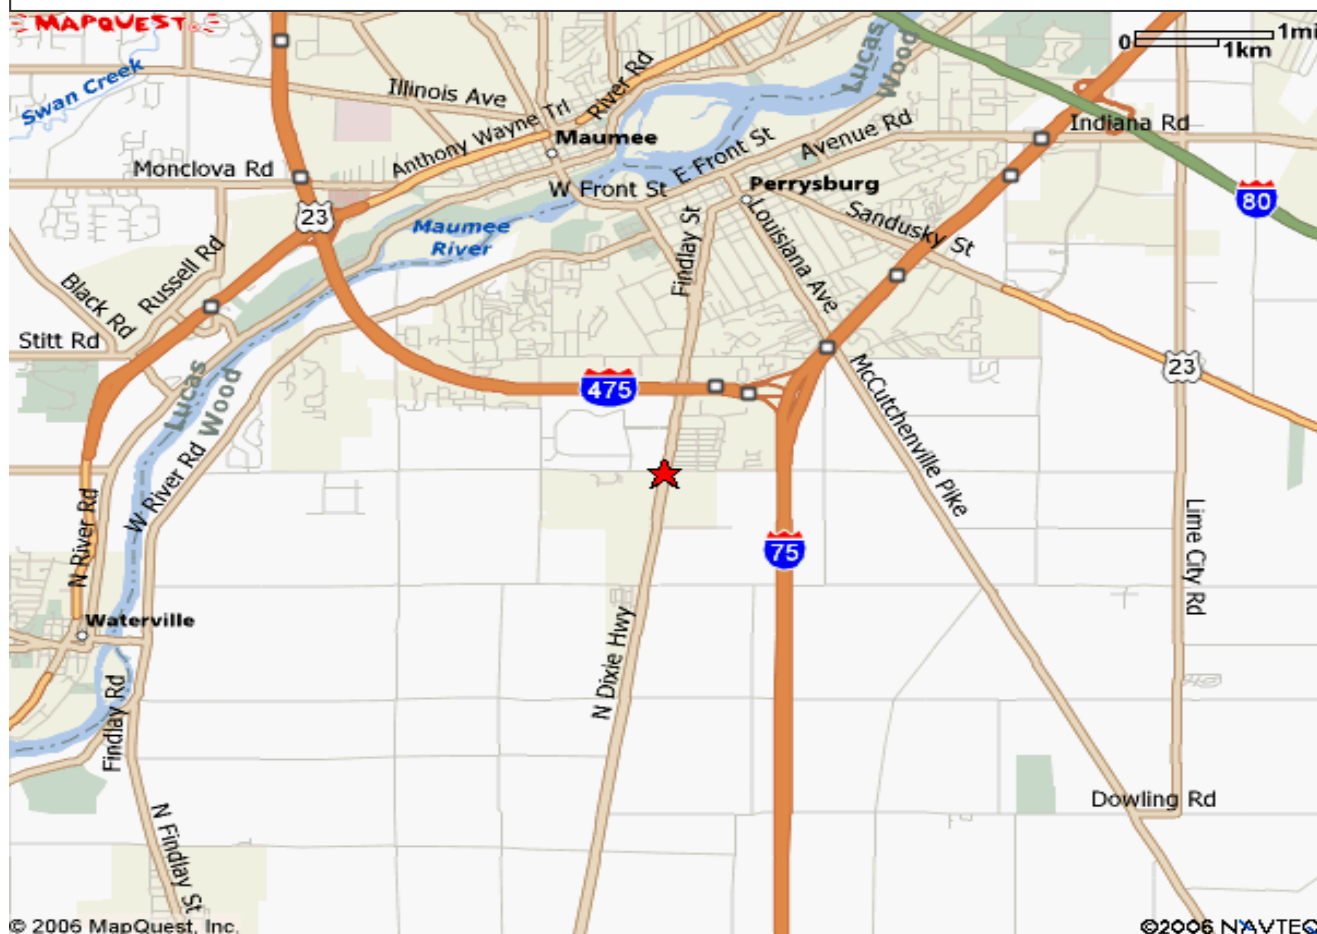 MAPQUEST
0 1mi
1km
Swan Creek
Illinois Ave
River Rd
Lucas
Wood
Anthony Wayne Trl
Maumee
Indiana Rd
Avenue Rd
E Front St
Monclova Rd
W Front St
Perrysburg
80
23
Maumee
River
Findlay St
Louisiana Ave
Sandusky St
Russell Rd
Black Rd
Stitt Rd
Lucas
Wood
475
McCutchenville Pike
23
W River Rd
N River Rd
75
Lime City Rd
Waterville
N Dixie Hwy
Findlay Rd
Dowling Rd
N Findlay St
© 2006 MapQuest, Inc.
©2006 NAVTEQ